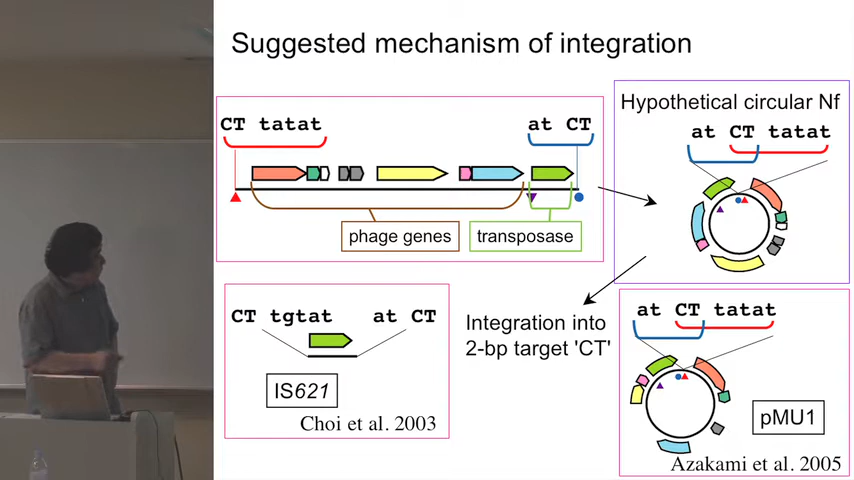 Suggested mechanism of integration
CT tatat
at CT
phage genes
transposase
Hypothetical circular Nf
at CT tatat
CT tgtat
at CT
IS621
Choi et al. 2003
Integration into
2-bp target 'CT'
at CT tatat
pMU1
Azakami et al. 2005